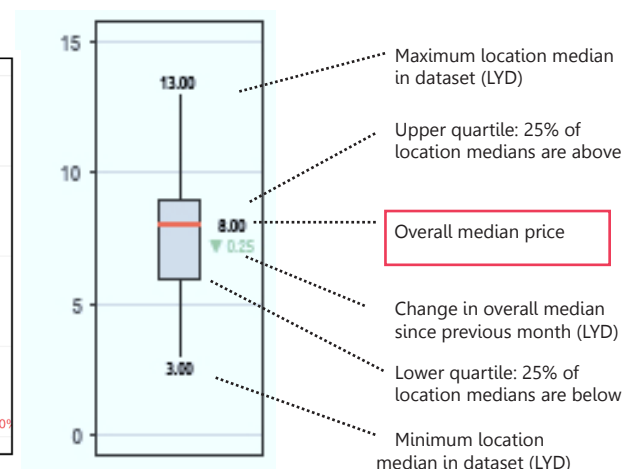 15
10
5
0
13.00
8.00
▼ 0.25
3.00
Maximum location median
in dataset (LYD)
Upper quartile: 25% of
location medians are above
Overall median price
Change in overall median
since previous month (LYD)
Lower quartile: 25% of
location medians are below
Minimum location
median in dataset (LYD)